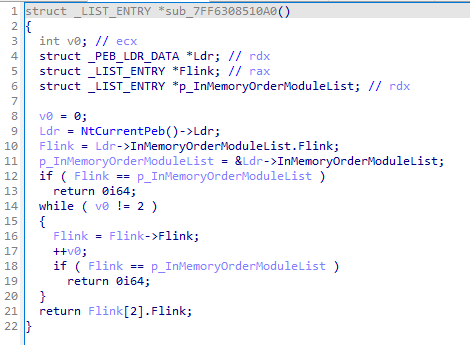 1 struct _LIST_ENTRY *sub_7FF6308510A0()
2 {
3   int v0; // ecx
4   struct _PEB_LDR_DATA *Ldr; // rdx
5   struct _LIST_ENTRY *Flink; // rax
6   struct _LIST_ENTRY *p_InMemoryOrderModuleList; // rdx
7
8   v0 = 0;
9   Ldr = NtCurrentPeb()->Ldr;
10   Flink = Ldr->InMemoryOrderModuleList.Flink;
11   p_InMemoryOrderModuleList = &Ldr->InMemoryOrderModuleList;
12   if ( Flink == p_InMemoryOrderModuleList )
13     return 0i64;
14   while ( v0 != 2 )
15   {
16     Flink = Flink->Flink;
17     ++v0;
18     if ( Flink == p_InMemoryOrderModuleList )
19       return 0i64;
20   }
21   return Flink[2].Flink;
22 }